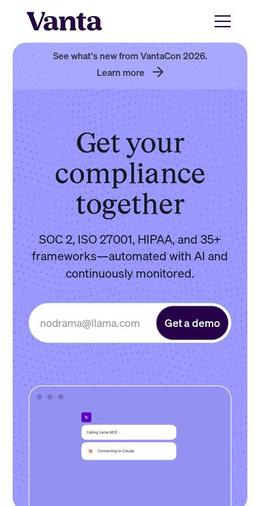 Vanta
See what's new from VantaCon 2026.
Learn more
Get your
compliance
together
SOC 2, ISO 27001, HIPAA, and 35+
frameworks—automated with AI and
continuously monitored.
nodrama@llama.com
Get a demo
Calling Vanta MCP...
Connecting to Claude